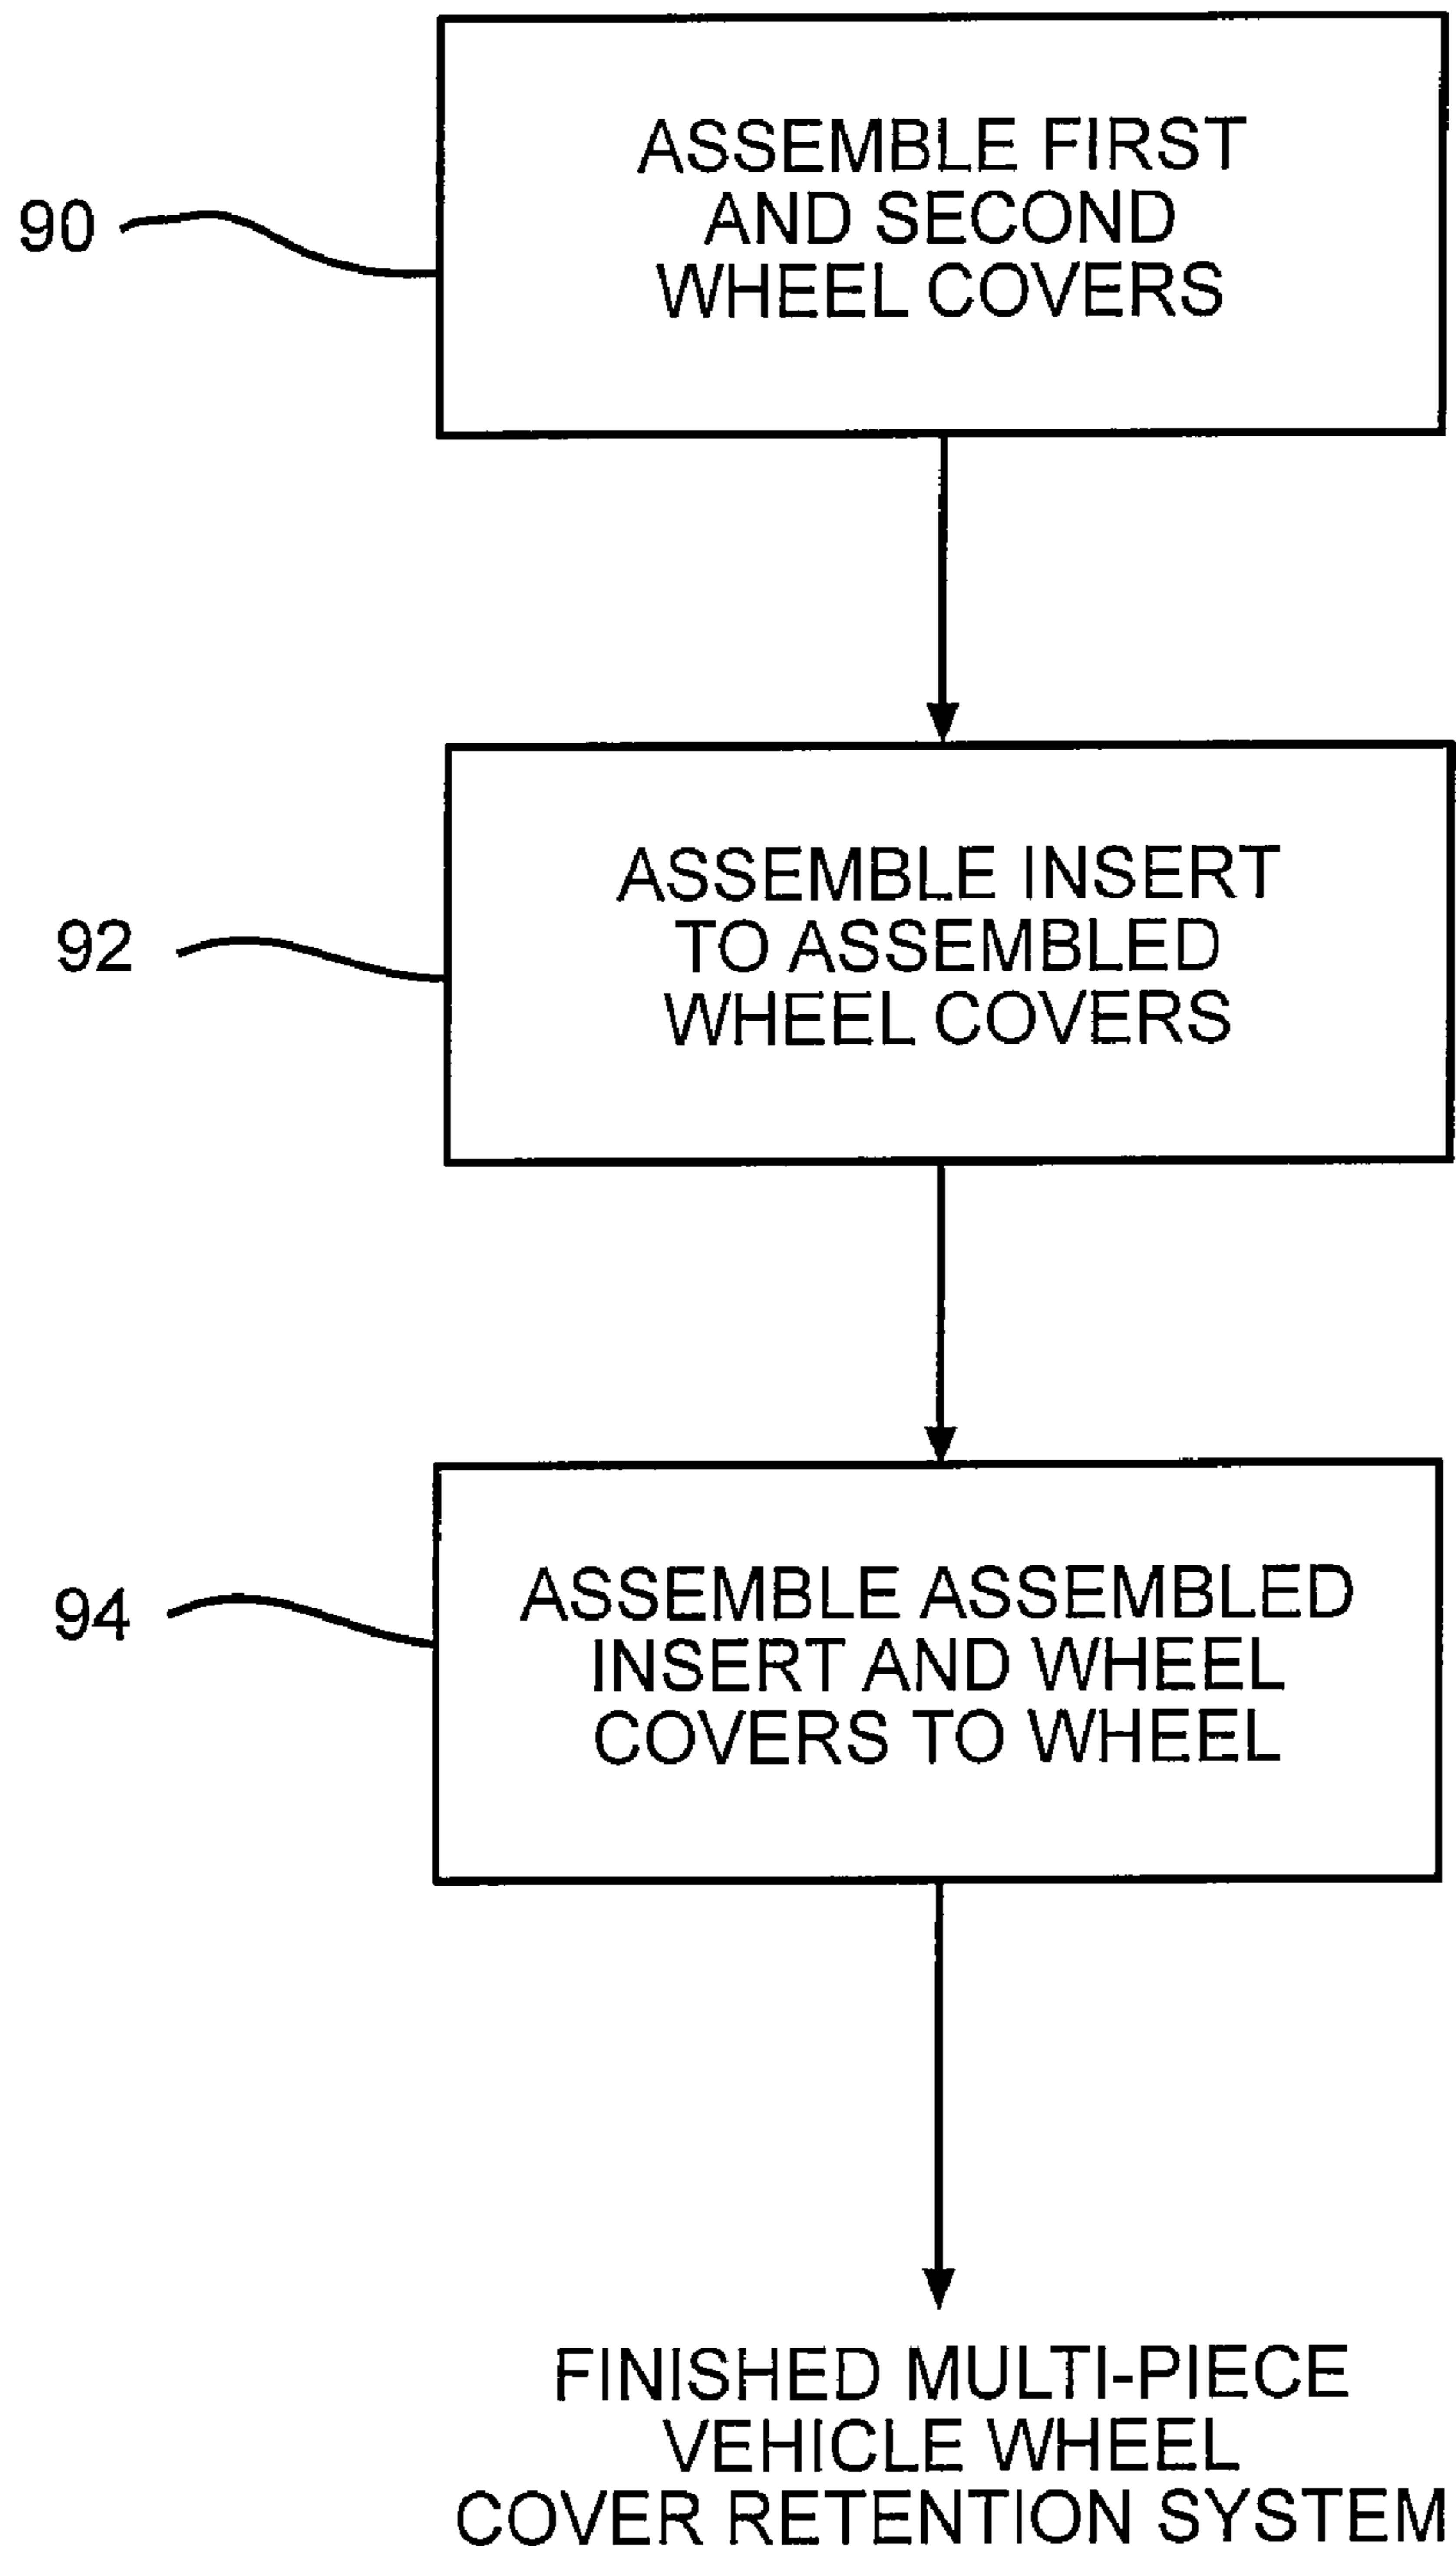 90
ASSEMBLE FIRST
AND SECOND
WHEEL COVERS
92
ASSEMBLE INSERT
TO ASSEMBLED
WHEEL COVERS
94
ASSEMBLE ASSEMBLED
INSERT AND WHEEL
COVERS TO WHEEL
FINISHED MULTI-PIECE
VEHICLE WHEEL
COVER RETENTION SYSTEM